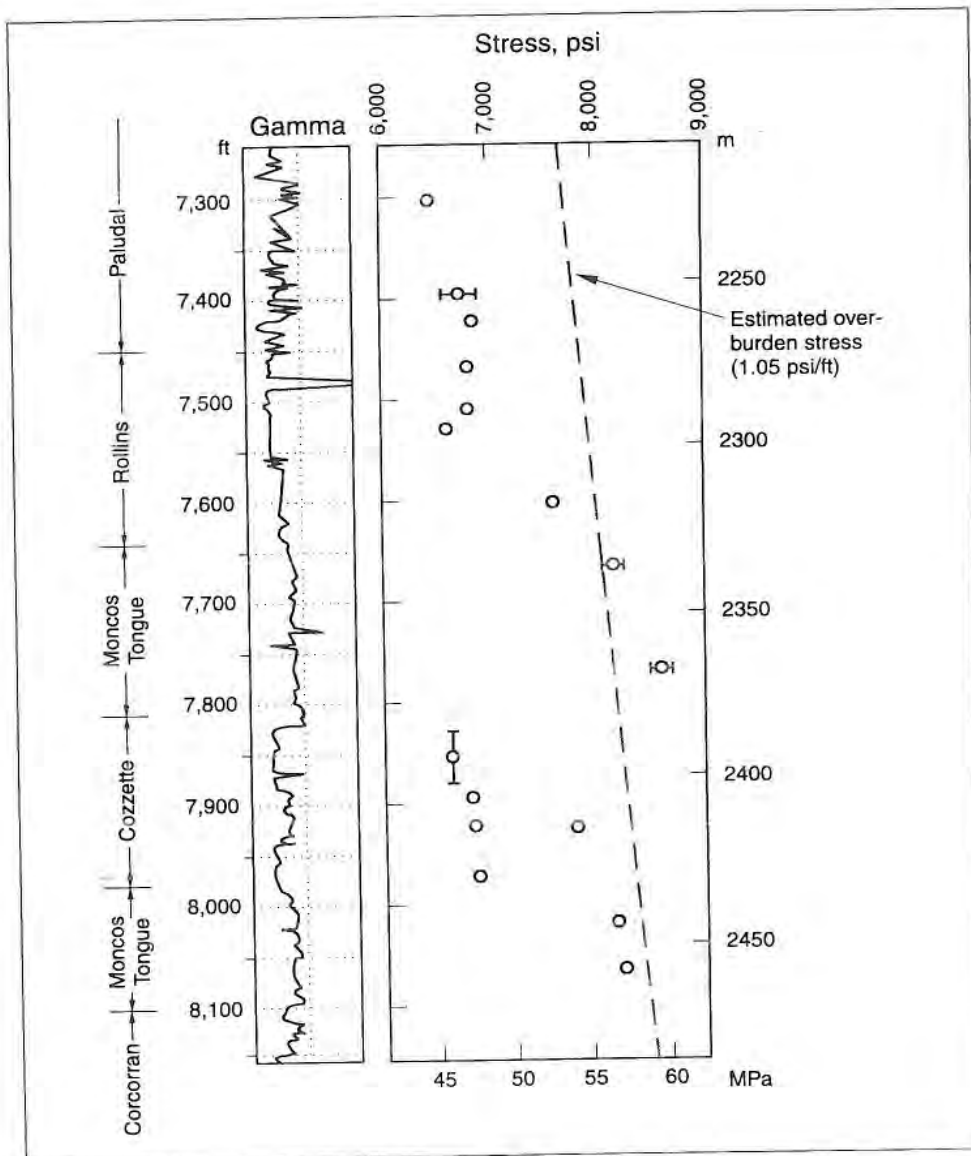 Stress, psi
6,000
7,000
8,000
9,000
Gamma
ft
m
7,300
7,400
7,500
7,600
7,700
7,800
7,900
8,000
8,100
Paludal
Rollins
Moncos
Tongue
Cozzette
Moncos
Tongue
Corcorran
2250
2300
2350
2400
2450
Estimated over-
burden stress
(1.05 psi/ft)
45
50
55
60
MPa